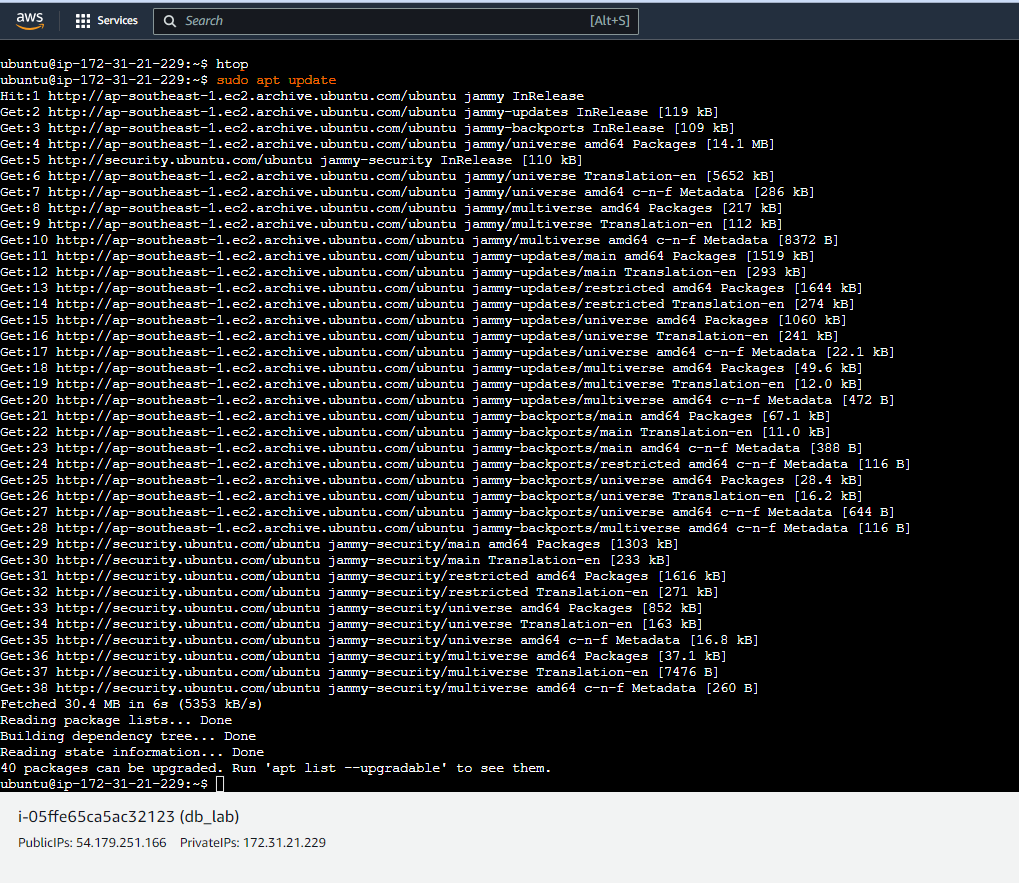 aws Services Search [Alt+S]
ubuntu@ip-172-31-21-229:~$ htop
ubuntu@ip-172-31-21-229:~$ sudo apt update
Hit:1 http://ap-southeast-1.ec2.archive.ubuntu.com/ubuntu jammy InRelease
Get:2 http://ap-southeast-1.ec2.archive.ubuntu.com/ubuntu jammy-updates InRelease [119 kB]
Get:3 http://ap-southeast-1.ec2.archive.ubuntu.com/ubuntu jammy-backports InRelease [109 kB]
Get:4 http://ap-southeast-1.ec2.archive.ubuntu.com/ubuntu jammy/universe amd64 Packages [14.1 MB]
Get:5 http://security.ubuntu.com/ubuntu jammy-security InRelease [110 kB]
Get:6 http://ap-southeast-1.ec2.archive.ubuntu.com/ubuntu jammy/universe Translation-en [5652 kB]
Get:7 http://ap-southeast-1.ec2.archive.ubuntu.com/ubuntu jammy/universe amd64 c-n-f Metadata [286 kB]
Get:8 http://ap-southeast-1.ec2.archive.ubuntu.com/ubuntu jammy/multiverse amd64 Packages [217 kB]
Get:9 http://ap-southeast-1.ec2.archive.ubuntu.com/ubuntu jammy/multiverse Translation-en [112 kB]
Get:10 http://ap-southeast-1.ec2.archive.ubuntu.com/ubuntu jammy/multiverse amd64 c-n-f Metadata [8372 B]
Get:11 http://ap-southeast-1.ec2.archive.ubuntu.com/ubuntu jammy-updates/main amd64 Packages [1519 kB]
Get:12 http://ap-southeast-1.ec2.archive.ubuntu.com/ubuntu jammy-updates/main Translation-en [293 kB]
Get:13 http://ap-southeast-1.ec2.archive.ubuntu.com/ubuntu jammy-updates/restricted amd64 Packages [1644 kB]
Get:14 http://ap-southeast-1.ec2.archive.ubuntu.com/ubuntu jammy-updates/restricted Translation-en [274 kB]
Get:15 http://ap-southeast-1.ec2.archive.ubuntu.com/ubuntu jammy-updates/universe amd64 Packages [1060 kB]
Get:16 http://ap-southeast-1.ec2.archive.ubuntu.com/ubuntu jammy-updates/universe Translation-en [241 kB]
Get:17 http://ap-southeast-1.ec2.archive.ubuntu.com/ubuntu jammy-updates/universe amd64 c-n-f Metadata [22.1 kB]
Get:18 http://ap-southeast-1.ec2.archive.ubuntu.com/ubuntu jammy-updates/multiverse amd64 Packages [49.6 kB]
Get:19 http://ap-southeast-1.ec2.archive.ubuntu.com/ubuntu jammy-updates/multiverse Translation-en [12.0 kB]
Get:20 http://ap-southeast-1.ec2.archive.ubuntu.com/ubuntu jammy-updates/multiverse amd64 c-n-f Metadata [472 B]
Get:21 http://ap-southeast-1.ec2.archive.ubuntu.com/ubuntu jammy-backports/main amd64 Packages [67.1 kB]
Get:22 http://ap-southeast-1.ec2.archive.ubuntu.com/ubuntu jammy-backports/main Translation-en [11.0 kB]
Get:23 http://ap-southeast-1.ec2.archive.ubuntu.com/ubuntu jammy-backports/main amd64 c-n-f Metadata [388 B]
Get:24 http://ap-southeast-1.ec2.archive.ubuntu.com/ubuntu jammy-backports/restricted amd64 c-n-f Metadata [116 B]
Get:25 http://ap-southeast-1.ec2.archive.ubuntu.com/ubuntu jammy-backports/universe amd64 Packages [28.4 kB]
Get:26 http://ap-southeast-1.ec2.archive.ubuntu.com/ubuntu jammy-backports/universe Translation-en [16.2 kB]
Get:27 http://ap-southeast-1.ec2.archive.ubuntu.com/ubuntu jammy-backports/universe amd64 c-n-f Metadata [644 B]
Get:28 http://ap-southeast-1.ec2.archive.ubuntu.com/ubuntu jammy-backports/multiverse amd64 c-n-f Metadata [116 B]
Get:29 http://security.ubuntu.com/ubuntu jammy-security/main amd64 Packages [1303 kB]
Get:30 http://security.ubuntu.com/ubuntu jammy-security/main Translation-en [233 kB]
Get:31 http://security.ubuntu.com/ubuntu jammy-security/restricted amd64 Packages [1616 kB]
Get:32 http://security.ubuntu.com/ubuntu jammy-security/restricted Translation-en [271 kB]
Get:33 http://security.ubuntu.com/ubuntu jammy-security/universe amd64 Packages [852 kB]
Get:34 http://security.ubuntu.com/ubuntu jammy-security/universe Translation-en [163 kB]
Get:35 http://security.ubuntu.com/ubuntu jammy-security/universe amd64 c-n-f Metadata [16.8 kB]
Get:36 http://security.ubuntu.com/ubuntu jammy-security/multiverse amd64 Packages [37.1 kB]
Get:37 http://security.ubuntu.com/ubuntu jammy-security/multiverse Translation-en [7476 B]
Get:38 http://security.ubuntu.com/ubuntu jammy-security/multiverse amd64 c-n-f Metadata [260 B]
Fetched 30.4 MB in 6s (5353 kB/s)
Reading package lists... Done
Building dependency tree... Done
Reading state information... Done
40 packages can be upgraded. Run 'apt list --upgradable' to see them.
ubuntu@ip-172-31-21-229:~$
i-05ffe65ca5ac32123 (db_lab)
PublicIPs: 54.179.251.166 PrivateIPs: 172.31.21.229